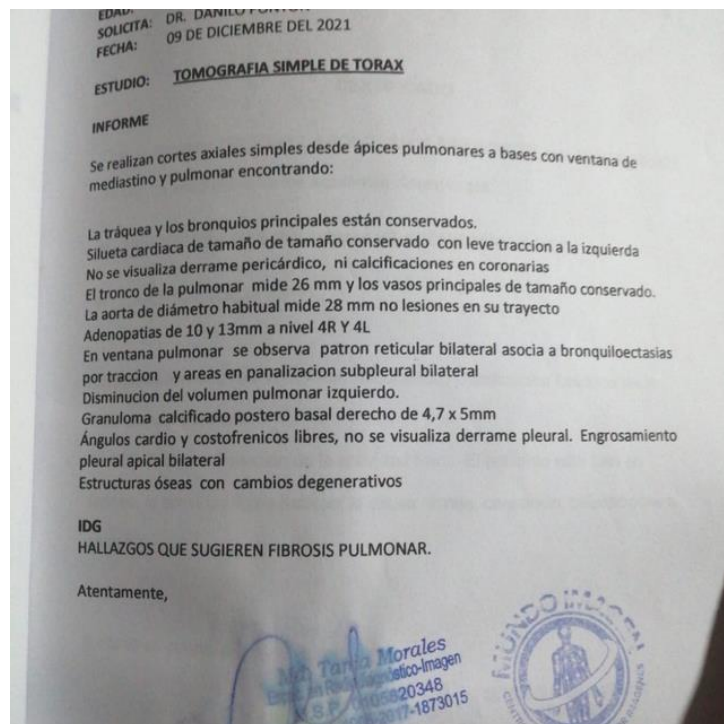 EDAD:
SOLICITA: DR. DANILO
FECHA: 09 DE DICIEMBRE DEL 2021
ESTUDIO: TOMOGRAFIA SIMPLE DE TORAX
INFORME
Se realizan cortes axiales simples desde ápices pulmonares a bases con ventana de
mediastino y pulmonar encontrando:
La tráquea y los bronquios principales están conservados.
Silueta cardiaca de tamaño de tamaño conservado con leve traccion a la izquierda
No se visualiza derrame pericárdico, ni calcificaciones en coronarias
El tronco de la pulmonar mide 26 mm y los vasos principales de tamaño conservado.
La aorta de diámetro habitual mide 28 mm no lesiones en su trayecto
Adenopatias de 10 y 13mm a nivel 4R Y 4L
En ventana pulmonar se observa patron reticular bilateral asocia a bronquiloectasias
por traccion y areas en panalizacion subpleural bilateral
Disminucion del volumen pulmonar izquierdo.
Granuloma calcificado postero basal derecho de 4,7 x 5mm
Ángulos cardio y costofrenicos libres, no se visualiza derrame pleural. Engrosamiento
pleural apical bilateral
Estructuras óseas con cambios degenerativos
IDG
HALLAZGOS QUE SUGIEREN FIBROSIS PULMONAR.
Atentamente,
Tania Morales
MUNDO IMAGEN